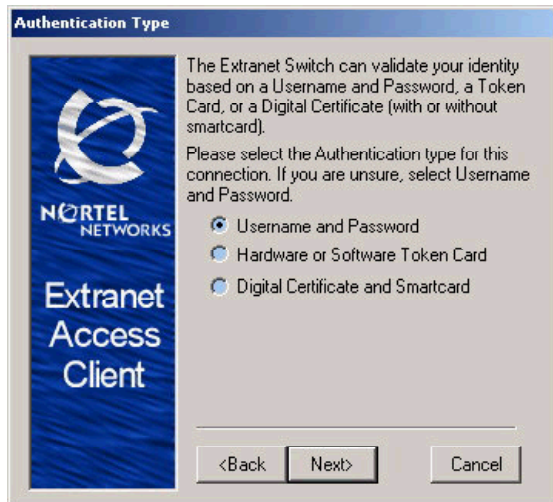 Authentication Type
The Extranet Switch can validate your identity
based on a Username and Password, a Token
Card, or a Digital Certificate (with or without
smartcard).
Please select the Authentication type for this
connection. If you are unsure, select Username
and Password.
Username and Password
Hardware or Software Token Card
Digital Certificate and Smartcard
NORTEL
NETWORKS
Extranet
Access
Client
<Back
Next>
Cancel